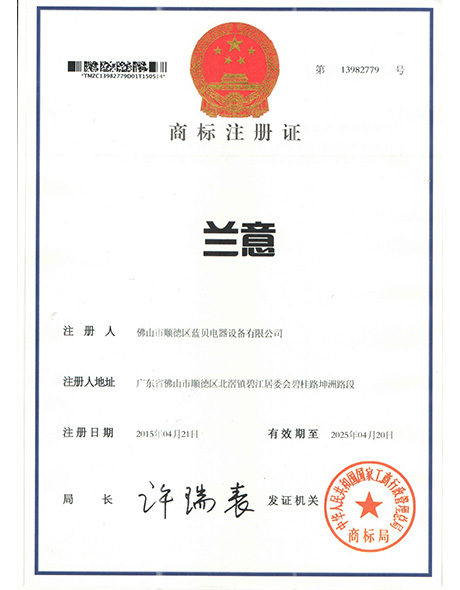 *TMZC13982779D01T150514*
第 13982779 号
商标注册证
兰意
注册人 佛山市顺德区蓝贝电器设备有限公司
注册人地址 广东省佛山市顺德区北滘镇碧江居委会碧桂路坤洲路段
注册日期 2015年04月21日 有效期至 2025年04月20日
局长 许瑞表 发证机关
中华人民共和国国家工商行政管理总局
商标局